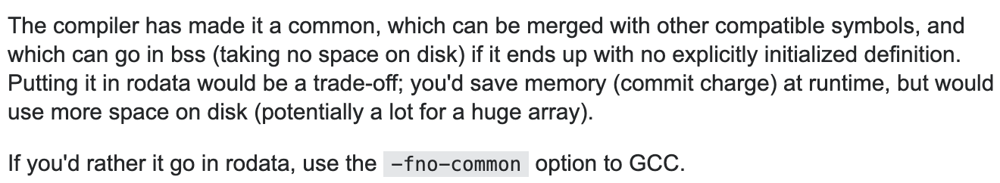 The compiler has made it a common, which can be merged with other compatible symbols, and
which can go in bss (taking no space on disk) if it ends up with no explicitly initialized definition.
Putting it in rodata would be a trade-off; you'd save memory (commit charge) at runtime, but would
use more space on disk (potentially a lot for a huge array).
If you'd rather it go in rodata, use the -fno-common option to GCC.